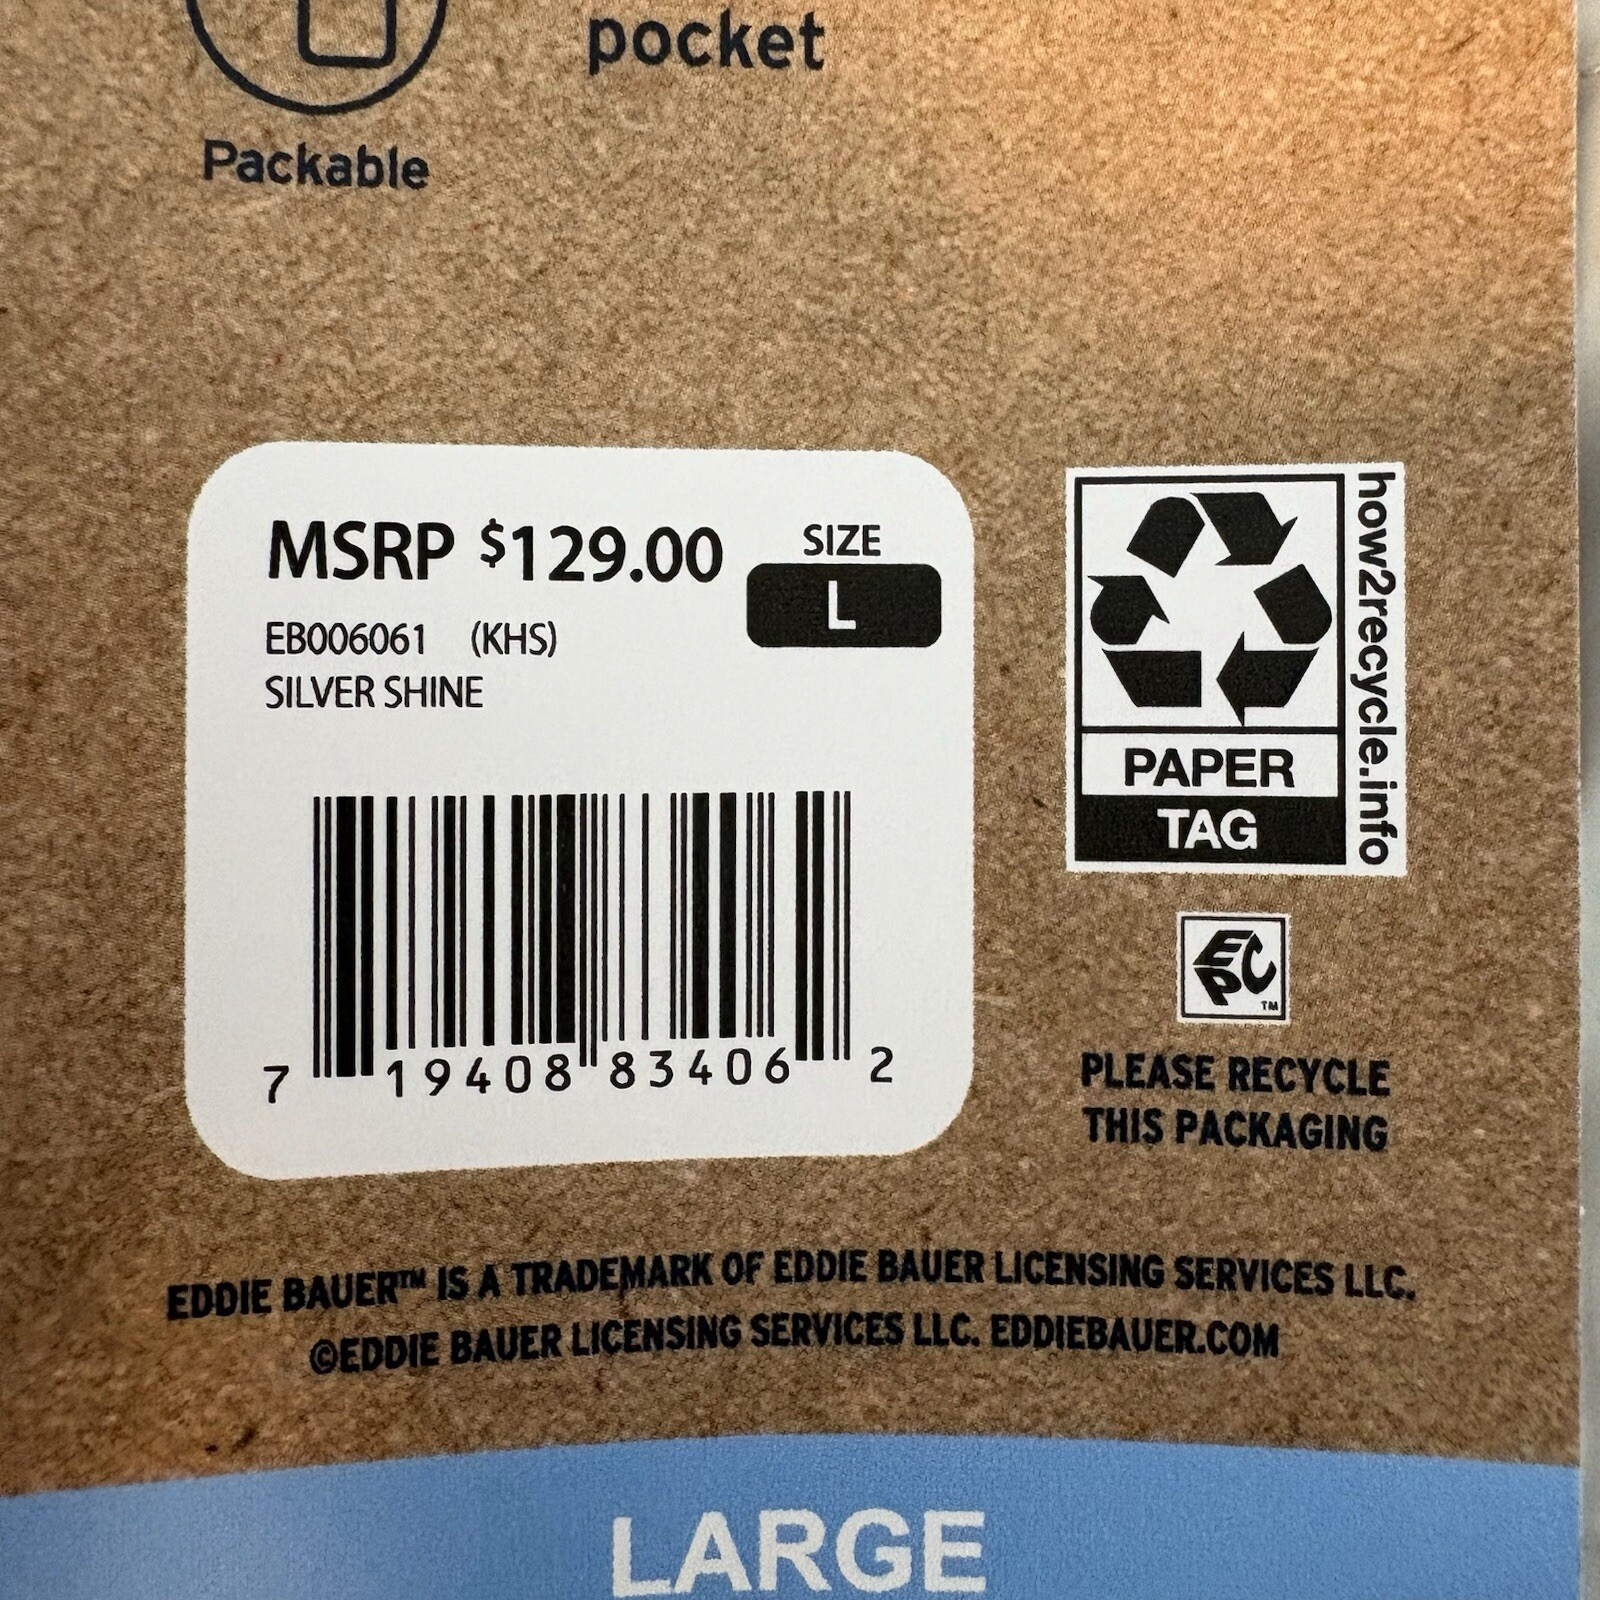 pocket
Packable
MSRP $129.00
SIZE
L
EB006061 (KHS)
SILVER SHINE
7 19408 83406 2
how2recycle.info
PAPER
TAG
EPC
TM
PLEASE RECYCLE
THIS PACKAGING
EDDIE BAUER™ IS A TRADEMARK OF EDDIE BAUER LICENSING SERVICES LLC.
©EDDIE BAUER LICENSING SERVICES LLC. EDDIEBAUER.COM
LARGE